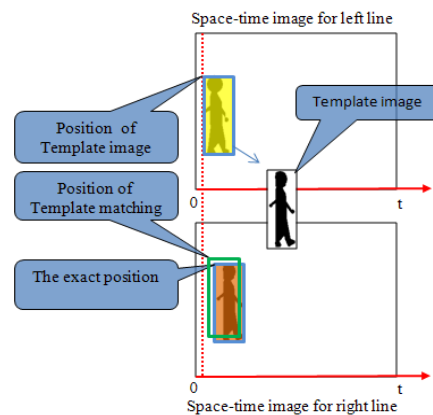 Space-time image for left line
Template image
Position of
Template image
0
t
Position of
Template matching
The exact position
0
t
Space-time image for right line